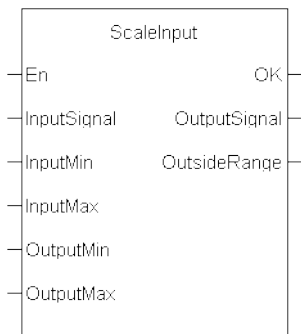 ScaleInput
En OK
InputSignal OutputSignal
InputMin OutsideRange
InputMax
OutputMin
OutputMax